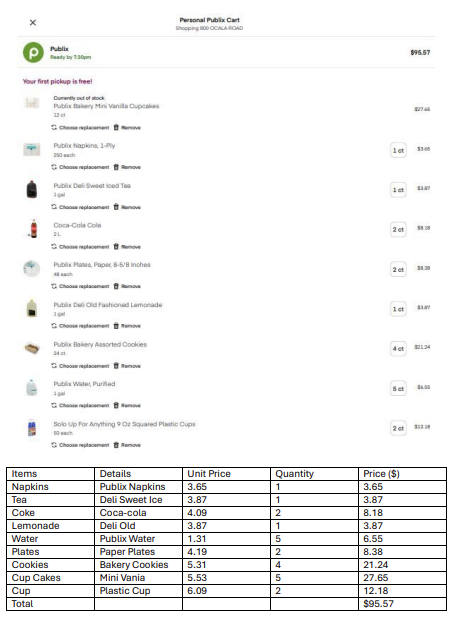 ×
Personal Publix Cart
Shopping 800 OCALA ROAD
Publix
Ready by 7:30pm
$95.57
Your first pickup is free!
Currently out of stock
Publix Bakery Mini Vanilla Cupcakes
12 ct
$27.65
Choose replacement Remove
Publix Napkins, 1-Ply
250 each
1 ct $3.65
Choose replacement Remove
Publix Deli Sweet Iced Tea
1 gal
1 ct $3.87
Choose replacement Remove
Coca-Cola Cola
2 L
2 ct $8.18
Choose replacement Remove
Publix Plates, Paper, 8-5/8 Inches
48 each
2 ct $8.38
Choose replacement Remove
Publix Deli Old Fashioned Lemonade
1 gal
1 ct $3.87
Choose replacement Remove
Publix Bakery Assorted Cookies
24 ct
4 ct $21.24
Choose replacement Remove
Publix Water, Purified
1 gal
5 ct $6.55
Choose replacement Remove
Solo Up For Anything 9 Oz Squared Plastic Cups
50 each
2 ct $12.18
Choose replacement Remove
Items Details Unit Price Quantity Price ($)
Napkins Publix Napkins 3.65 1 3.65
Tea Deli Sweet Ice 3.87 1 3.87
Coke Coca-cola 4.09 2 8.18
Lemonade Deli Old 3.87 1 3.87
Water Publix Water 1.31 5 6.55
Plates Paper Plates 4.19 2 8.38
Cookies Bakery Cookies 5.31 4 21.24
Cup Cakes Mini Vania 5.53 5 27.65
Cup Plastic Cup 6.09 2 12.18
Total $95.57